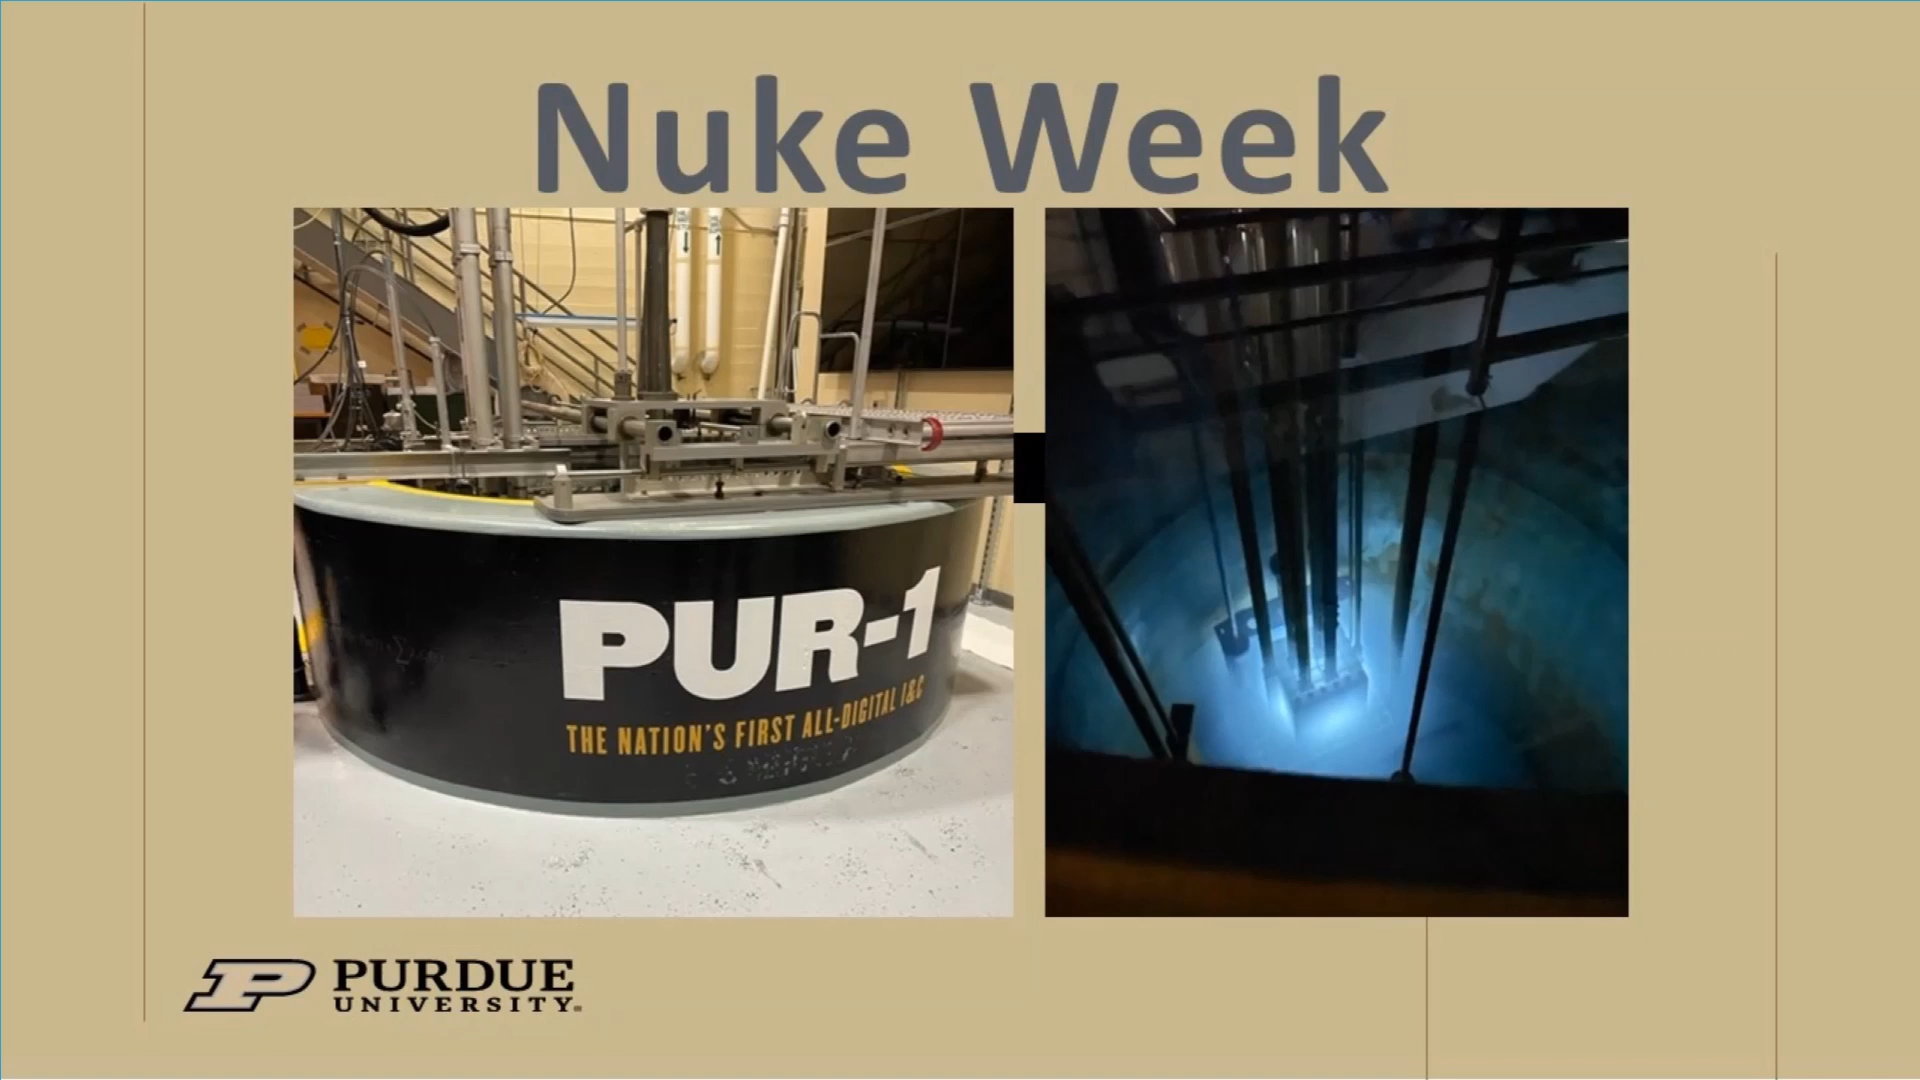 Nuke Week
PUR-1
THE NATION'S FIRST ALL-DIGITAL I&C
PURDUE
UNIVERSITY